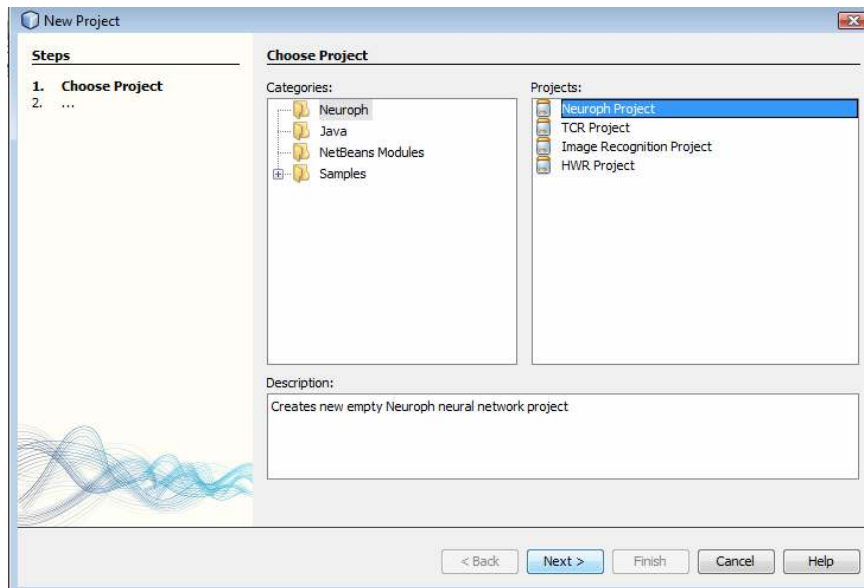 New Project
Steps
1. Choose Project
2. ...
Choose Project
Categories:
Neuroph
Java
NetBeans Modules
Samples
Projects:
Neuroph Project
TCR Project
Image Recognition Project
HWR Project
Description:
Creates new empty Neuroph neural network project
< Back
Next >
Finish
Cancel
Help